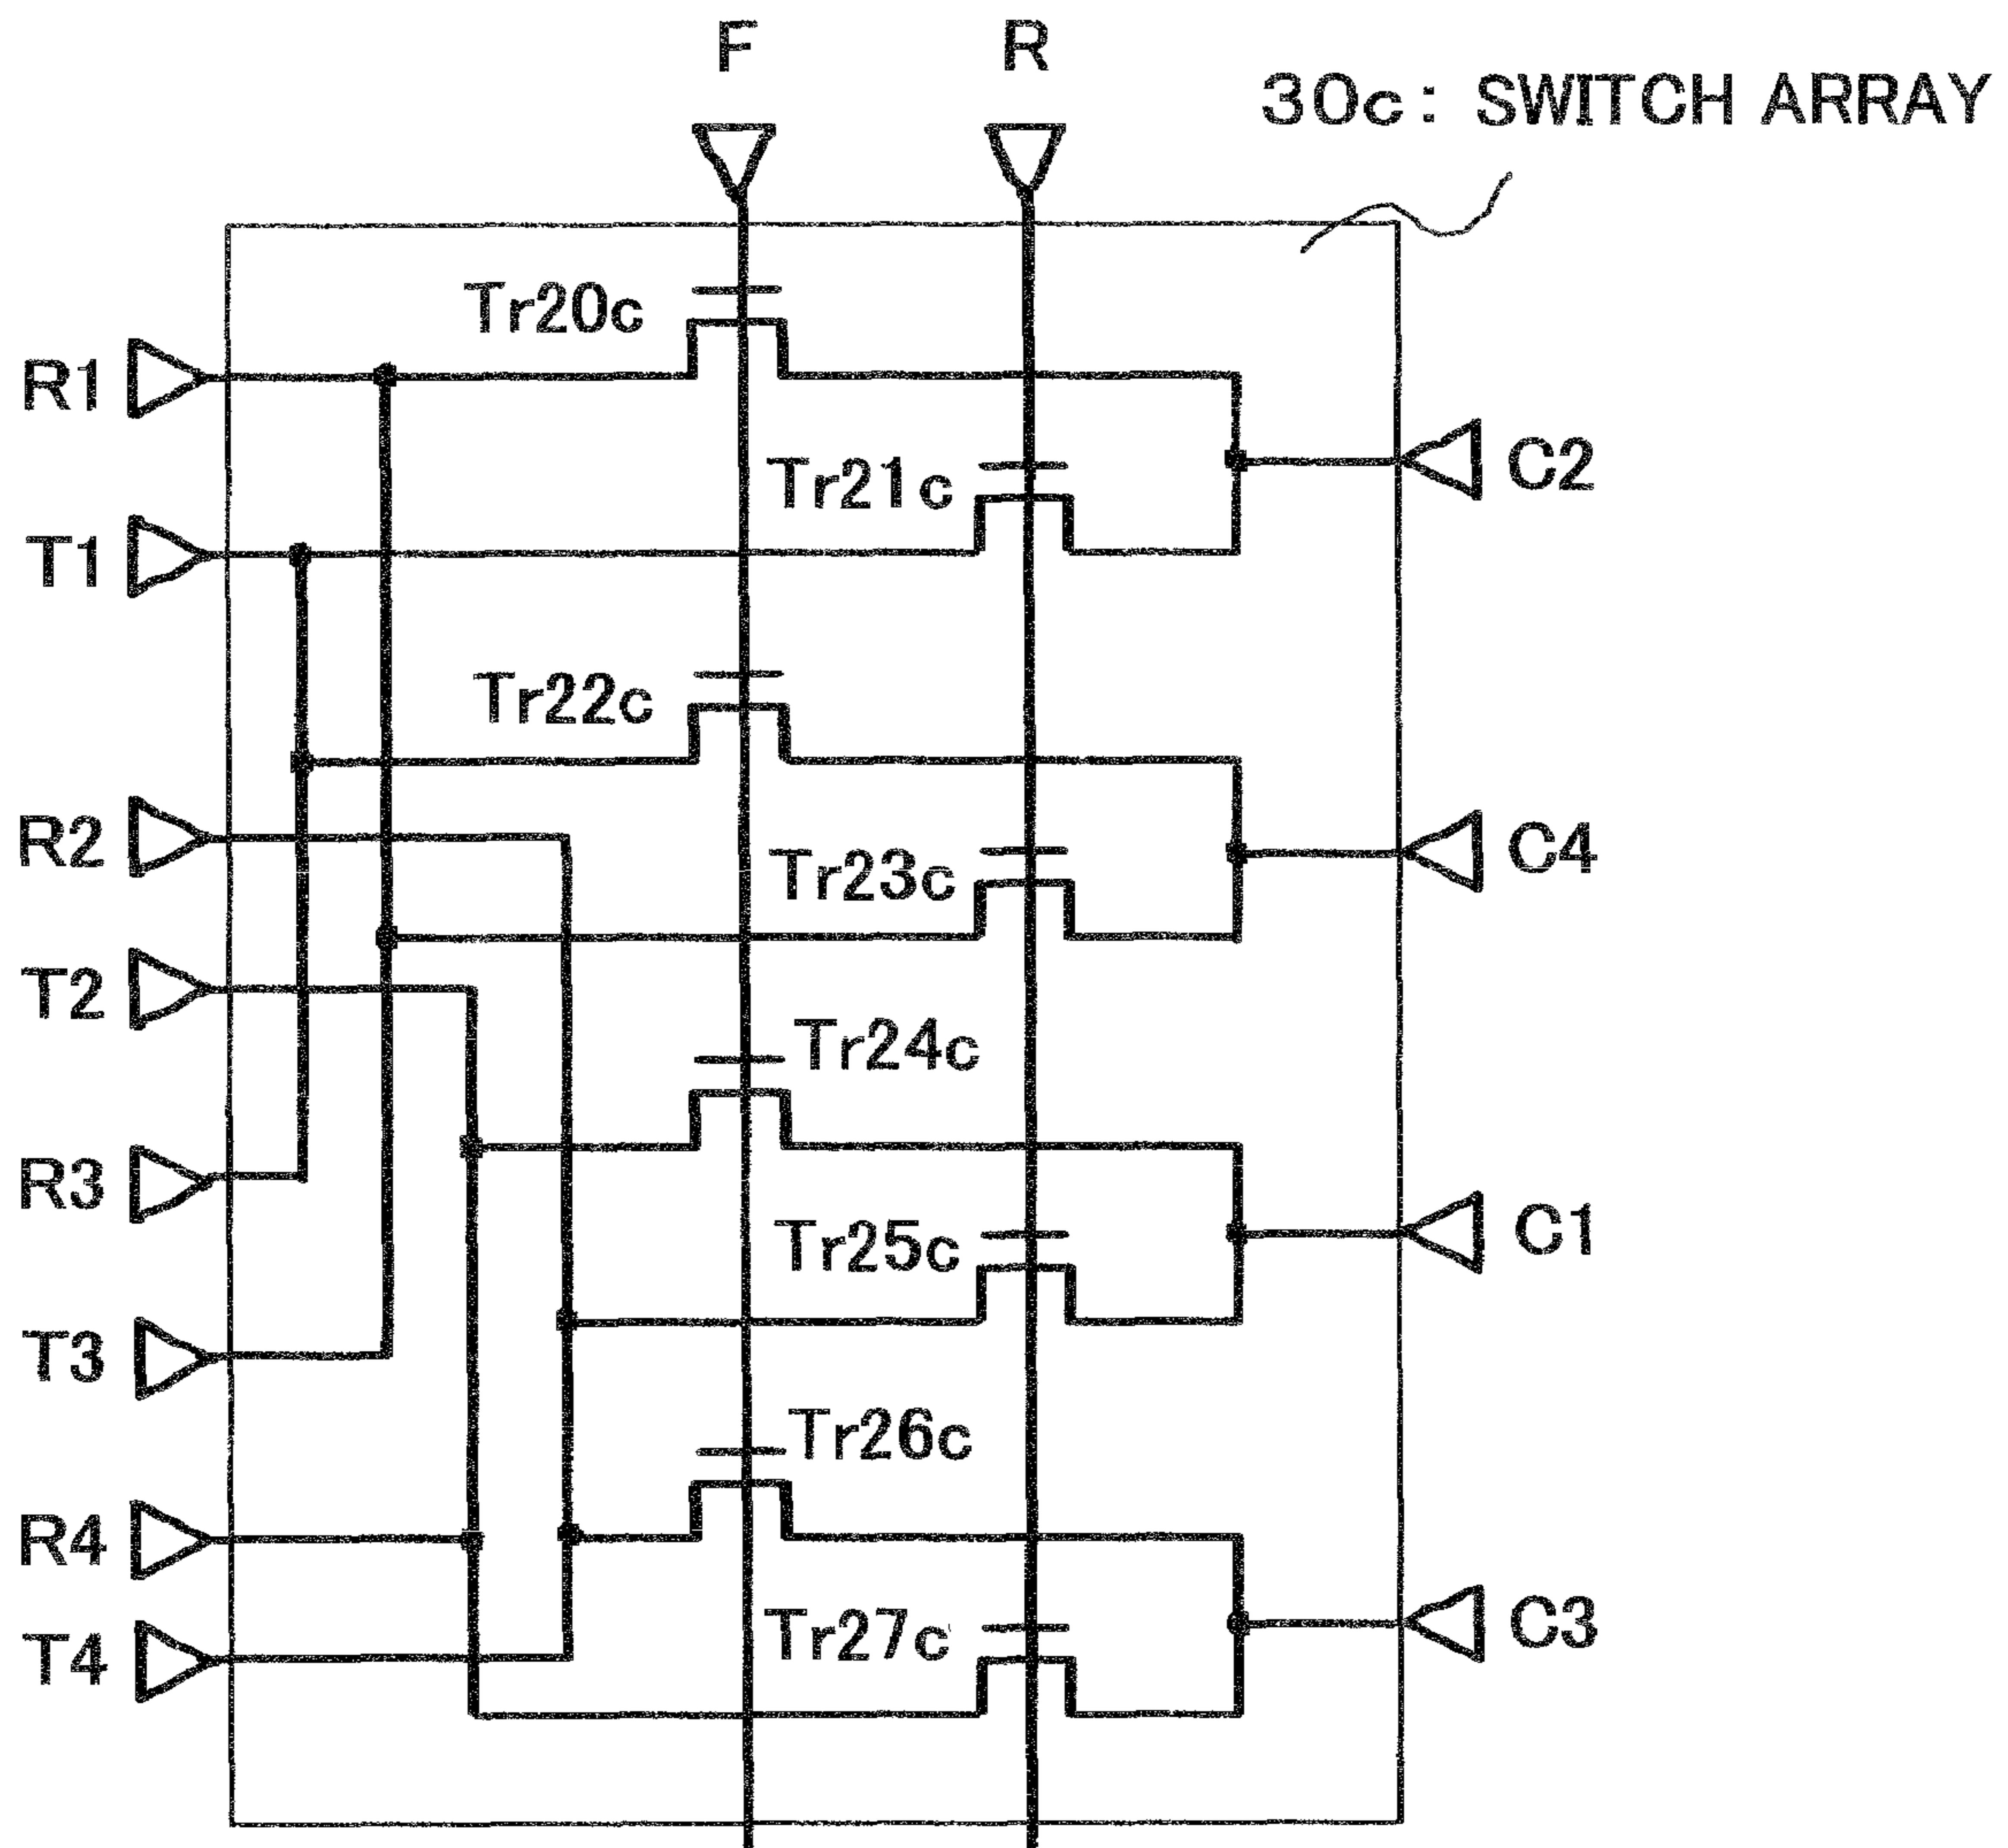 F
R
30c: SWITCH ARRAY
Tr20c
R1
Tr21c
C2
T1
Tr22c
R2
Tr23c
C4
T2
Tr24c
R3
Tr25c
C1
T3
Tr26c
R4
Tr27c
C3
T4